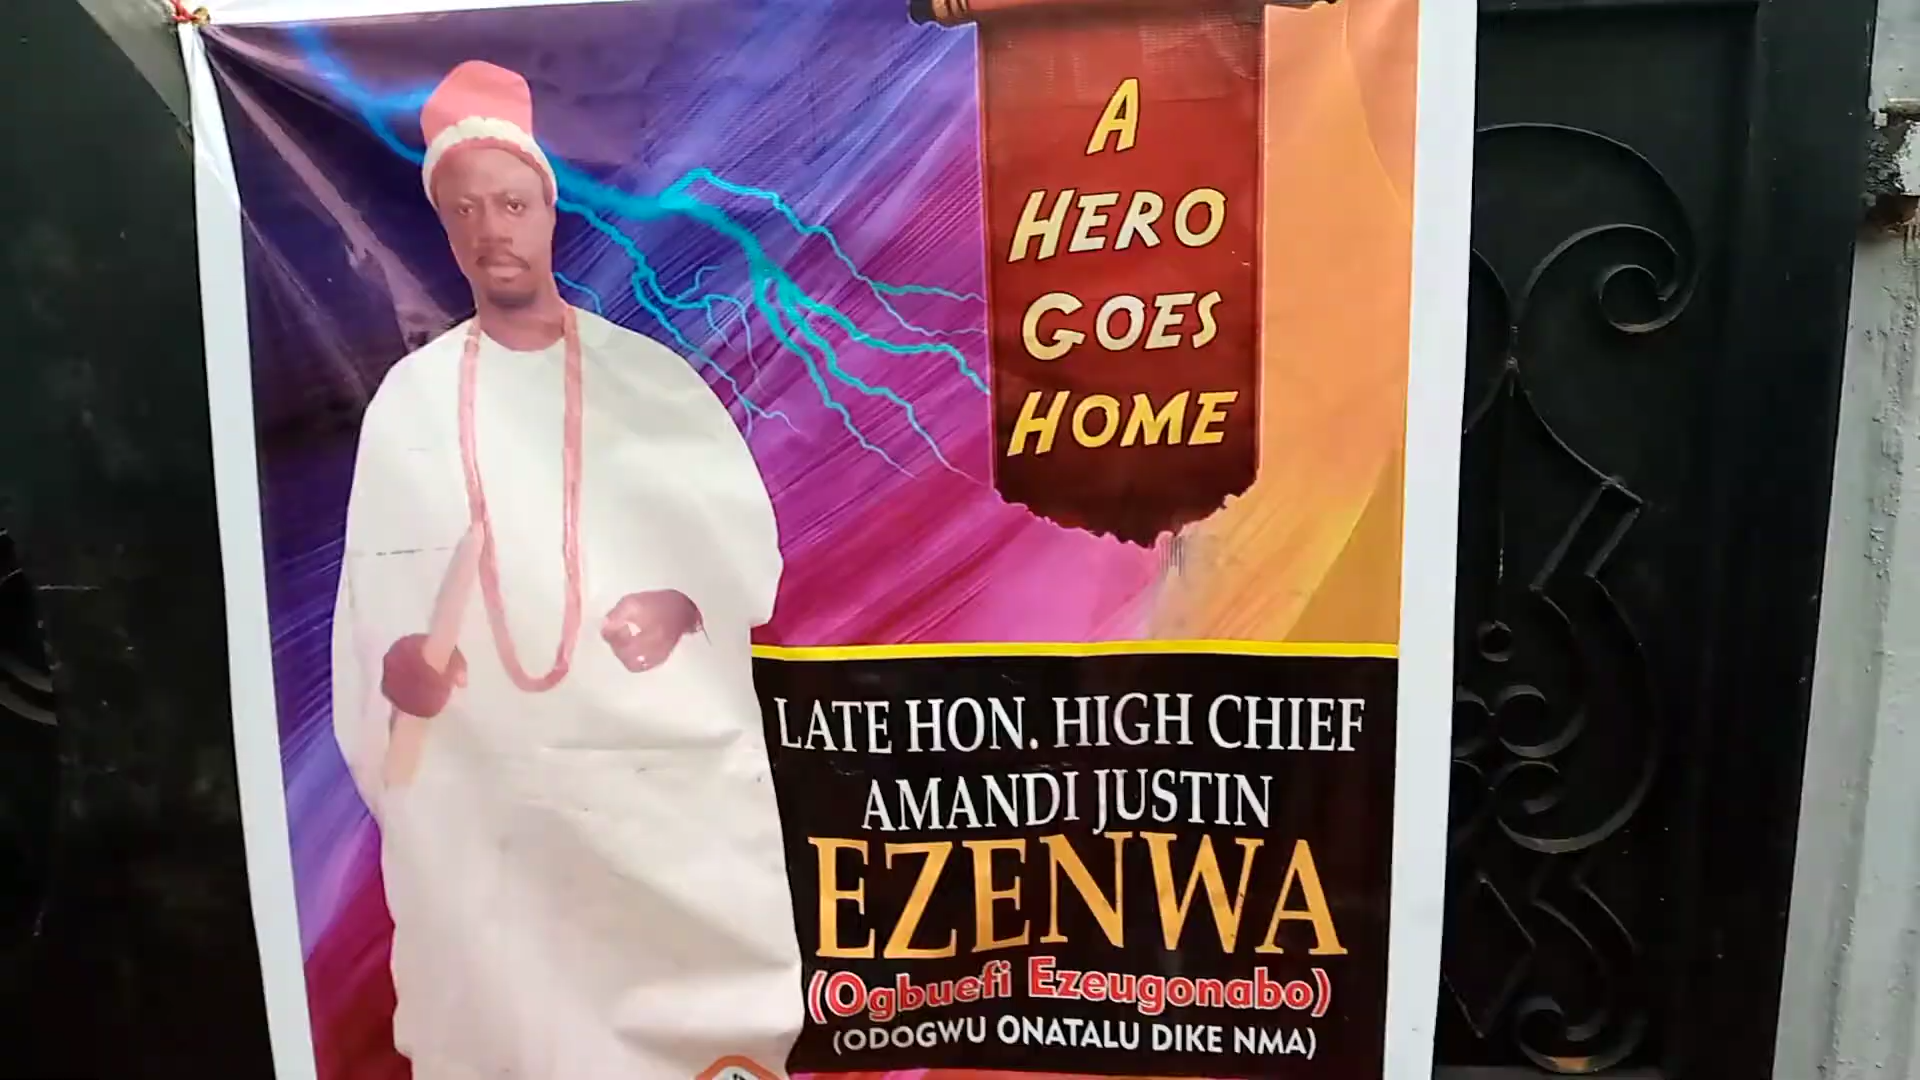 A
HERO
GOES
HOME
LATE HON. HIGH CHIEF
AMANDI JUSTIN
EZENWA
(Ogbuefi Ezeugonabo)
(ODOGWU ONATALU DIKE NMA)